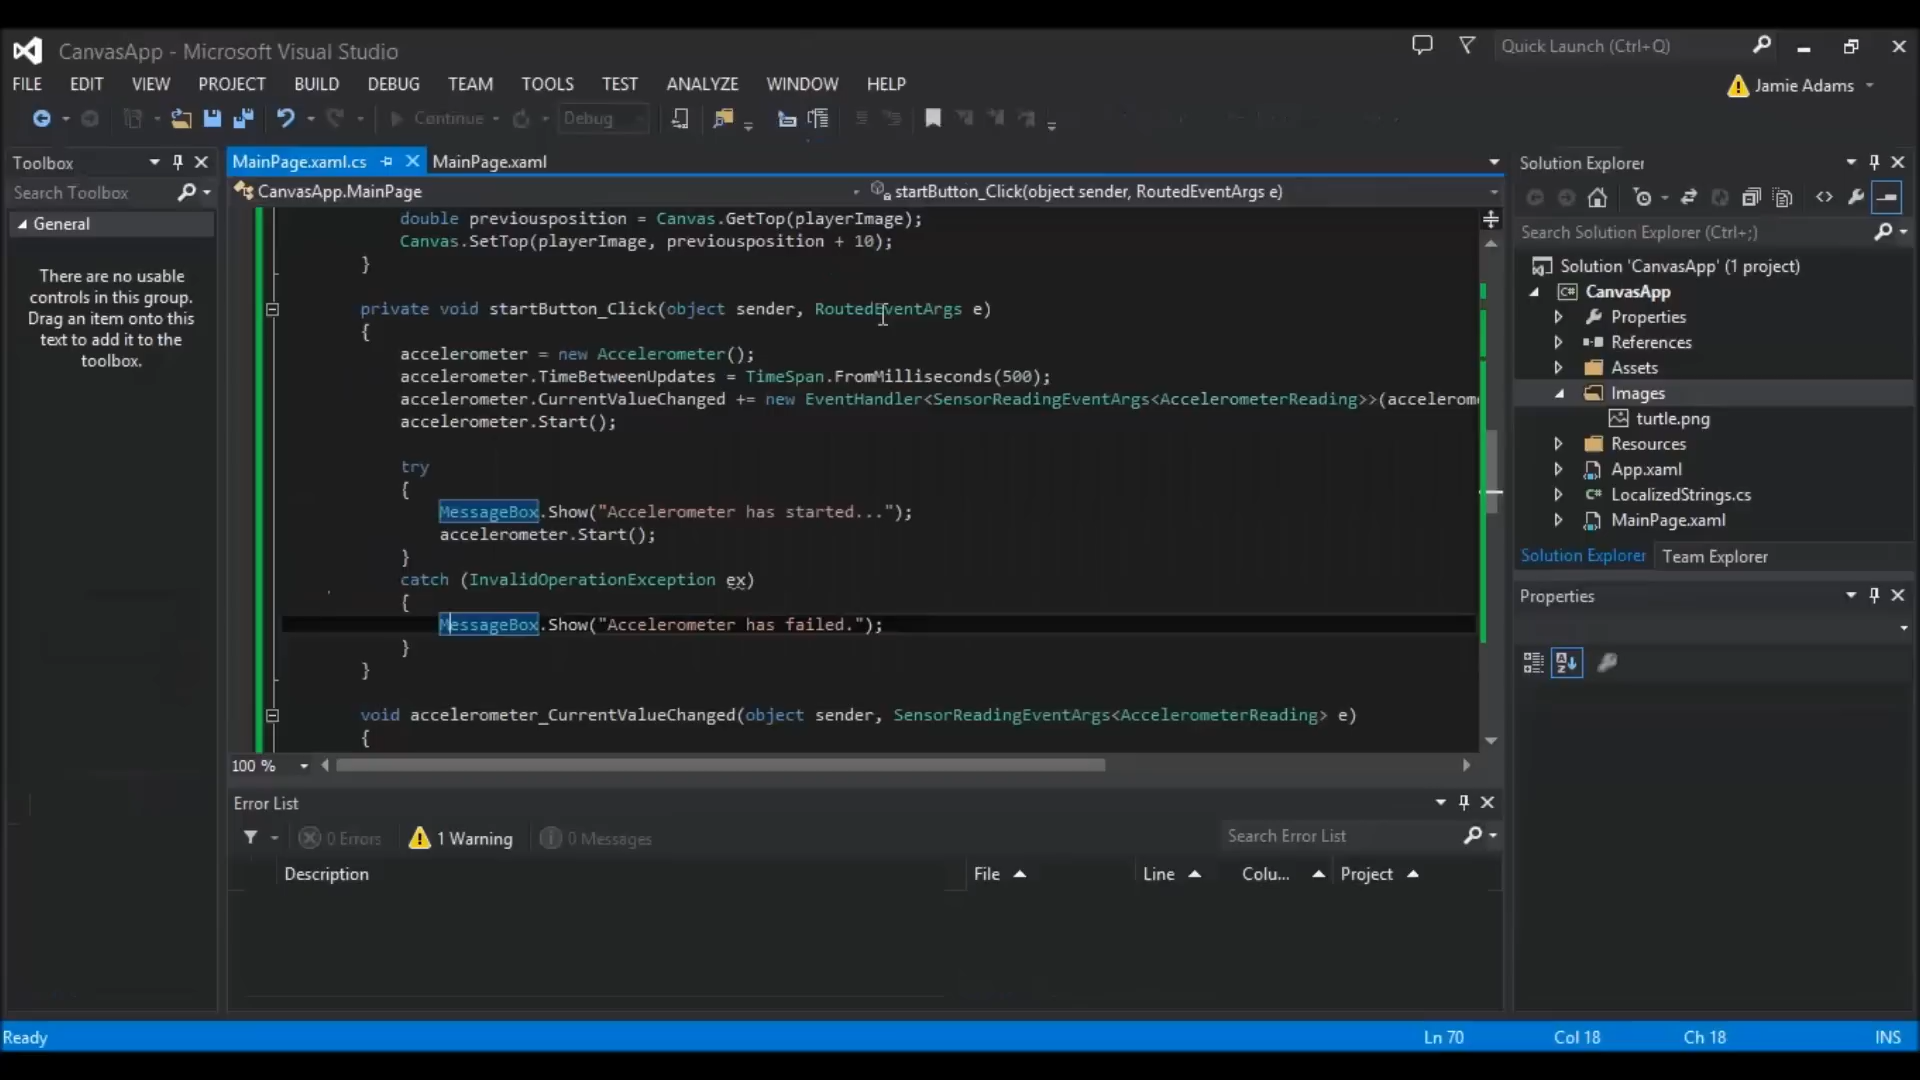 CanvasApp - Microsoft Visual Studio
Quick Launch (Ctrl+Q)
FILE EDIT VIEW PROJECT BUILD DEBUG TEAM TOOLS TEST ANALYZE WINDOW HELP
Jamie Adams
Continue
Debug
Toolbox
Search Toolbox
General
There are no usable
controls in this group.
Drag an item onto this
text to add it to the
toolbox.
MainPage.xaml.cs
MainPage.xaml
CanvasApp.MainPage
startButton_Click(object sender, RoutedEventArgs e)
double previousposition = Canvas.GetTop(playerImage);
Canvas.SetTop(playerImage, previousposition + 10);
}
private void startButton_Click(object sender, RoutedEventArgs e)
{
accelerometer = new Accelerometer();
accelerometer.TimeBetweenUpdates = TimeSpan.FromMilliseconds(500);
accelerometer.CurrentValueChanged += new EventHandler<SensorReadingEventArgs<AccelerometerReading>>(accelerom
accelerometer.Start();
try
{
MessageBox.Show("Accelerometer has started...");
accelerometer.Start();
}
catch (InvalidOperationException ex)
{
MessageBox.Show("Accelerometer has failed.");
}
}
void accelerometer_CurrentValueChanged(object sender, SensorReadingEventArgs<AccelerometerReading> e)
{
100 %
Error List
0 Errors
1 Warning
0 Messages
Search Error List
Description
File
Line
Colu...
Project
Solution Explorer
Search Solution Explorer (Ctrl+;)
Solution 'CanvasApp' (1 project)
CanvasApp
Properties
References
Assets
Images
turtle.png
Resources
App.xaml
LocalizedStrings.cs
MainPage.xaml
Solution Explorer
Team Explorer
Properties
Ready
Ln 70
Col 18
Ch 18
INS